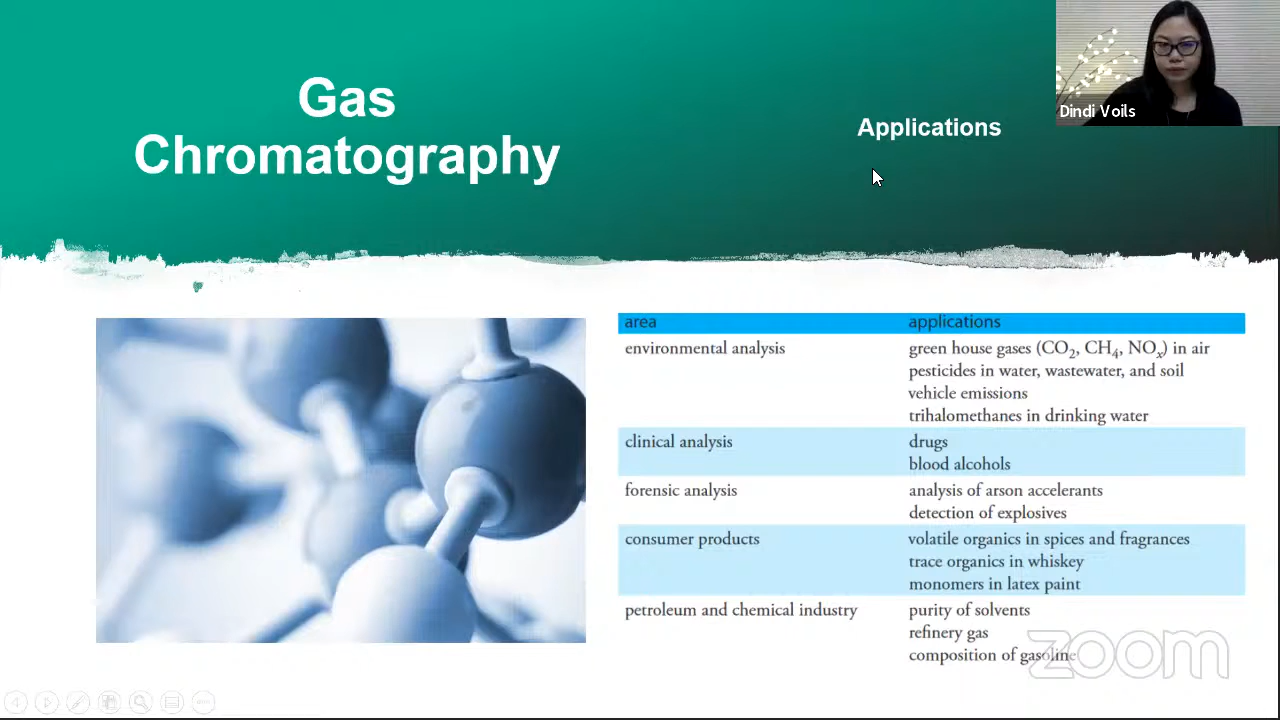 Gas
Chromatography
Applications
Dindi Voils
area applications
environmental analysis green house gases (CO₂, CH₄, NOₓ) in air
pesticides in water, wastewater, and soil
vehicle emissions
trihalomethanes in drinking water
clinical analysis drugs
blood alcohols
forensic analysis analysis of arson accelerants
detection of explosives
consumer products volatile organics in spices and fragrances
trace organics in whiskey
monomers in latex paint
petroleum and chemical industry purity of solvents
refinery gas
composition of gasoline
zoom